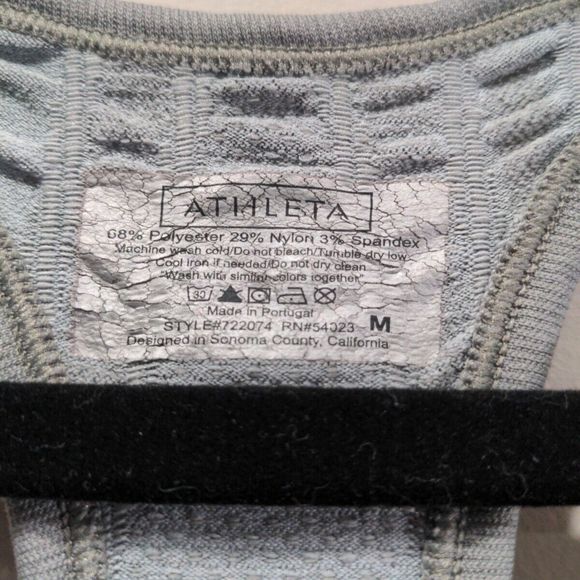 ATHLETA
68% Polyester 29% Nylon 3% Spandex
Machine wash cold/Do not bleach/Tumble dry low
Cool iron if needed/Do not dry clean
"Wash with similar colors together"
30
Made in Portugal
STYLE#722074 RN#54023 M
Designed in Sonoma County, California